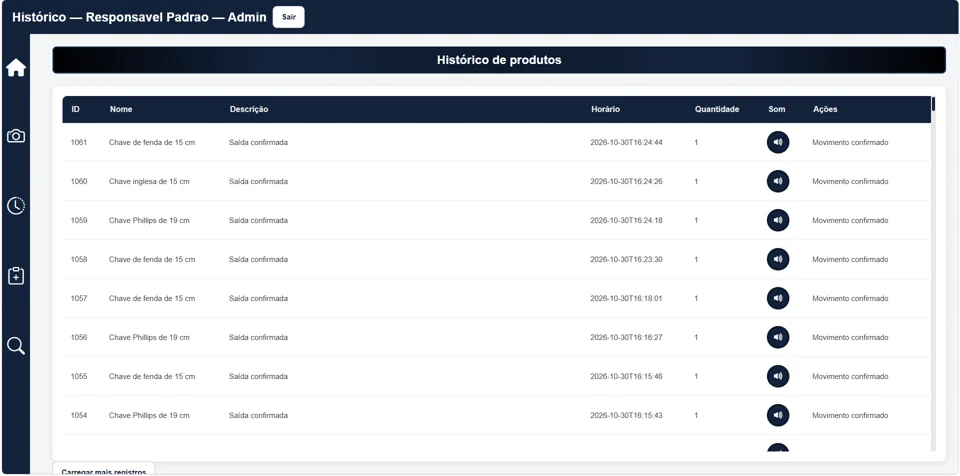 Histórico — Responsavel Padrao — Admin Sair
Histórico de produtos
ID Nome Descrição Horário Quantidade Som Ações
1061 Chave de fenda de 15 cm Saída confirmada 2026-10-30T16:24:44 1 Movimento confirmado
1060 Chave inglesa de 15 cm Saída confirmada 2026-10-30T16:24:26 1 Movimento confirmado
1059 Chave Phillips de 19 cm Saída confirmada 2026-10-30T16:24:18 1 Movimento confirmado
1058 Chave de fenda de 15 cm Saída confirmada 2026-10-30T16:23:30 1 Movimento confirmado
1057 Chave de fenda de 15 cm Saída confirmada 2026-10-30T16:18:01 1 Movimento confirmado
1056 Chave Phillips de 19 cm Saída confirmada 2026-10-30T16:16:27 1 Movimento confirmado
1055 Chave de fenda de 15 cm Saída confirmada 2026-10-30T16:15:46 1 Movimento confirmado
1054 Chave Phillips de 19 cm Saída confirmada 2026-10-30T16:15:43 1 Movimento confirmado
Carregar mais registros